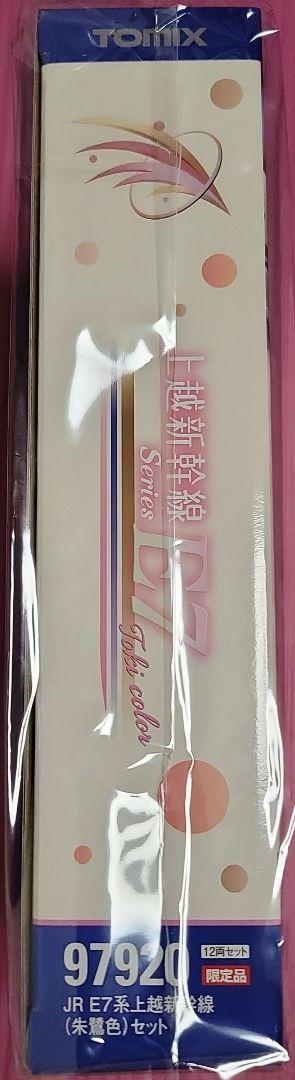 TOMIX
上越新幹線
Series E7
Toki color
97920
12両セット
限定品
JR E7系上越新幹線
(朱鷺色)セット